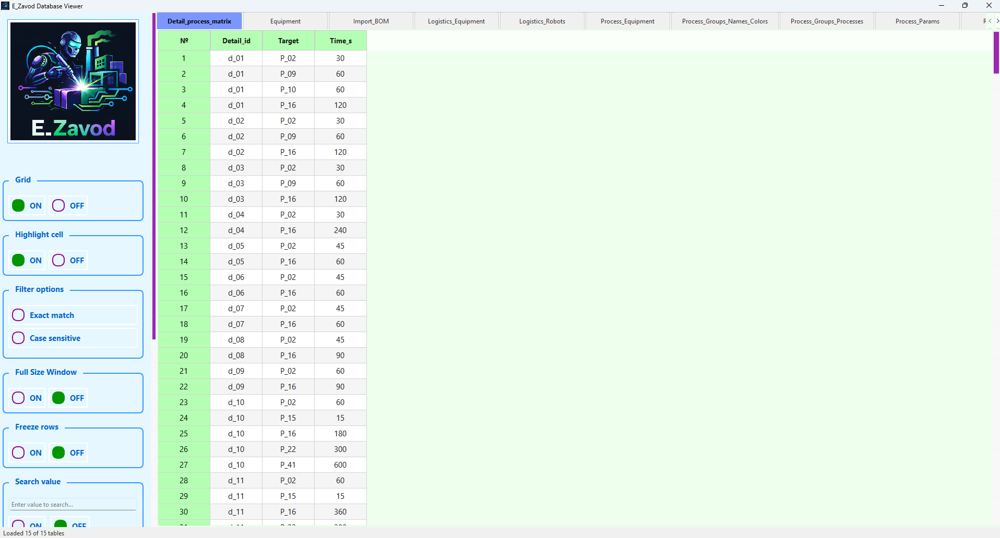 E_Zavod Database Viewer
E.Zavod
Grid
ON OFF
Highlight cell
ON OFF
Filter options
Exact match
Case sensitive
Full Size Window
ON OFF
Freeze rows
ON OFF
Search value
Enter value to search...
ON OFF
Detail_process_matrix Equipment Import_BOM Logistics_Equipment Logistics_Robots Process_Equipment Process_Groups_Names_Colors Process_Groups_Processes Process_Params
№ Detail_id Target Time_s
1 d_01 P_02 30
2 d_01 P_09 60
3 d_01 P_10 60
4 d_01 P_16 120
5 d_02 P_02 30
6 d_02 P_09 60
7 d_02 P_16 120
8 d_03 P_02 30
9 d_03 P_09 60
10 d_03 P_16 120
11 d_04 P_02 30
12 d_04 P_16 240
13 d_05 P_02 45
14 d_05 P_16 60
15 d_06 P_02 45
16 d_06 P_16 60
17 d_07 P_02 45
18 d_07 P_16 60
19 d_08 P_02 45
20 d_08 P_16 90
21 d_09 P_02 60
22 d_09 P_16 90
23 d_10 P_02 60
24 d_10 P_15 15
25 d_10 P_16 180
26 d_10 P_22 300
27 d_10 P_41 600
28 d_11 P_02 60
29 d_11 P_15 15
30 d_11 P_16 360
Loaded 15 of 15 tables